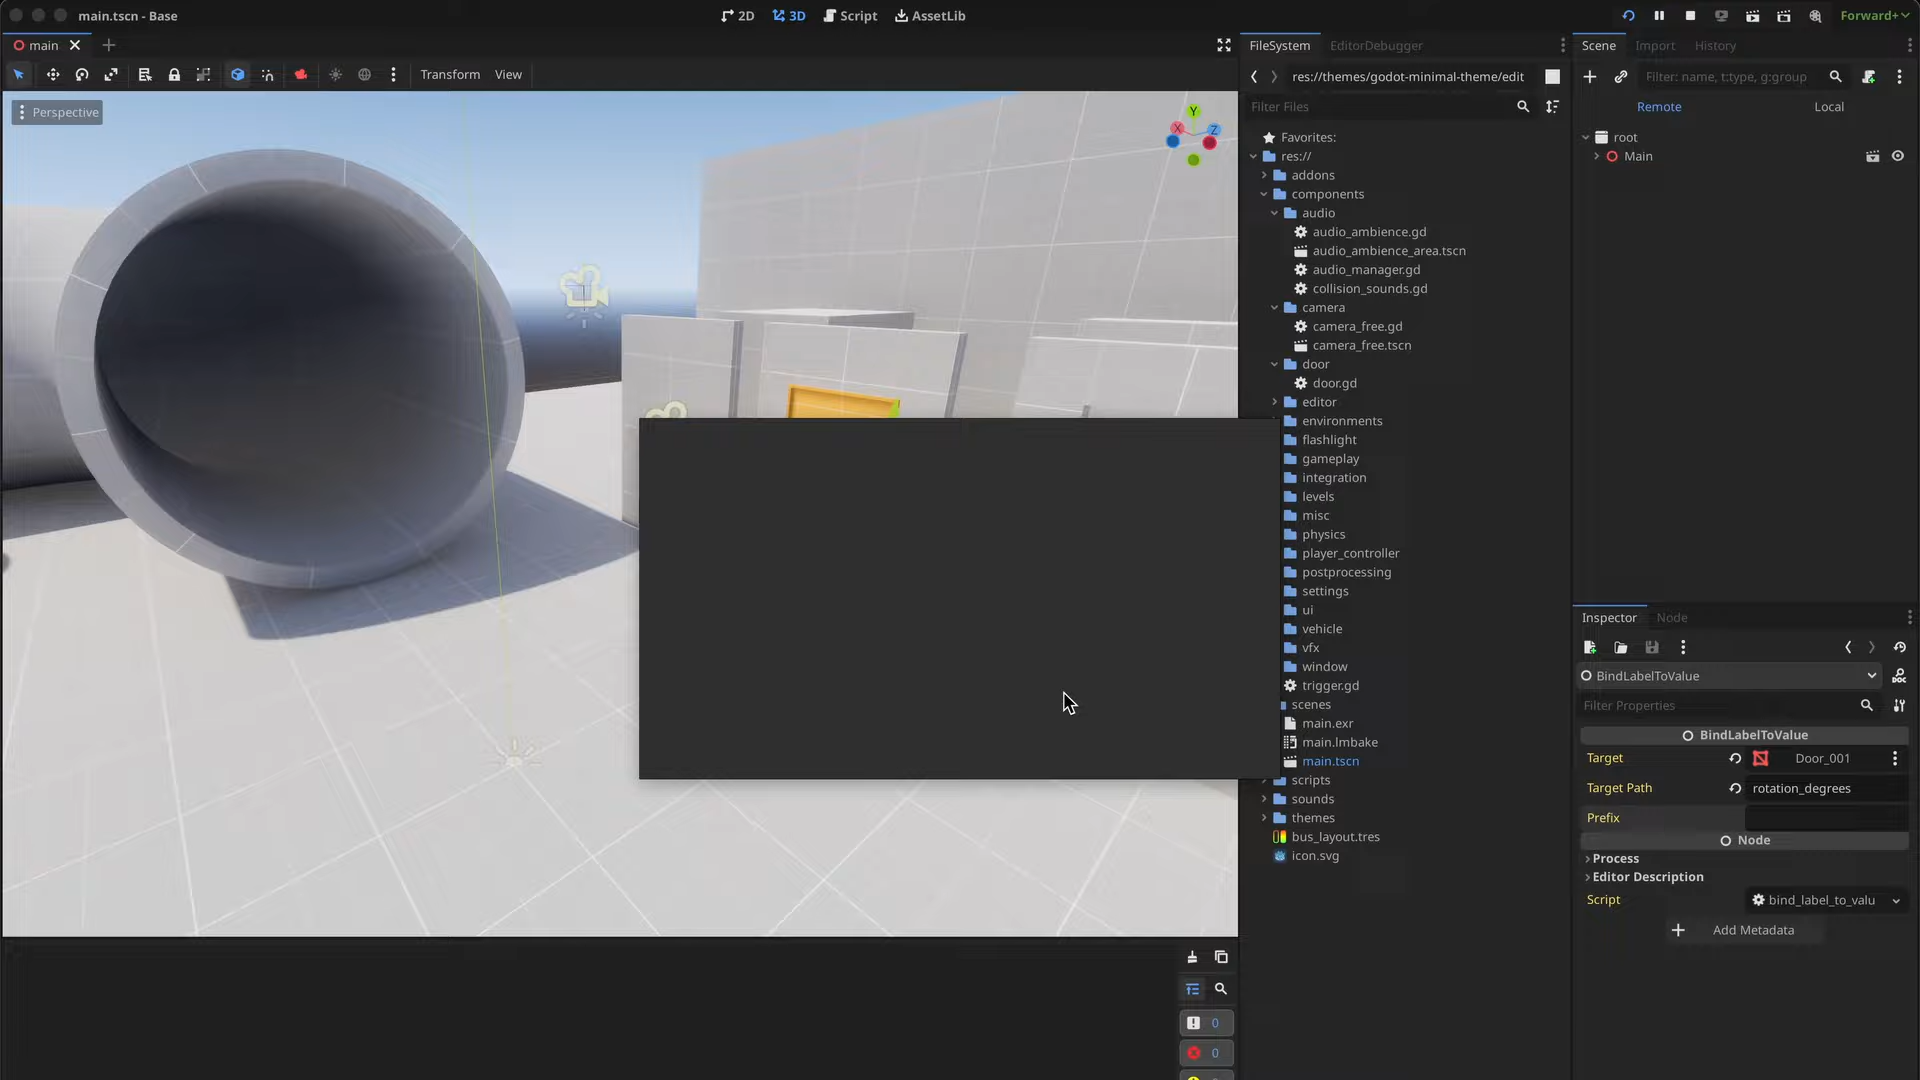 main.tscn - Base
2D
3D
Script
AssetLib
Forward+
main
Transform
View
Perspective
Y
X
Z
FileSystem
EditorDebugger
res://themes/godot-minimal-theme/edit
Filter Files
Favorites:
res://
addons
components
audio
audio_ambience.gd
audio_ambience_area.tscn
audio_manager.gd
collision_sounds.gd
camera
camera_free.gd
camera_free.tscn
door
door.gd
editor
environments
flashlight
gameplay
integration
levels
misc
physics
player_controller
postprocessing
settings
ui
vehicle
vfx
window
trigger.gd
scenes
main.exr
main.lmbake
main.tscn
scripts
sounds
themes
bus_layout.tres
icon.svg
0
0
Scene
Import
History
Filter: name, t:type, g:group
Remote
Local
root
Main
Inspector
Node
BindLabelToValue
DOC
Filter Properties
BindLabelToValue
Target
Door_001
Target Path
rotation_degrees
Prefix
Node
Process
Editor Description
Script
bind_label_to_valu
Add Metadata